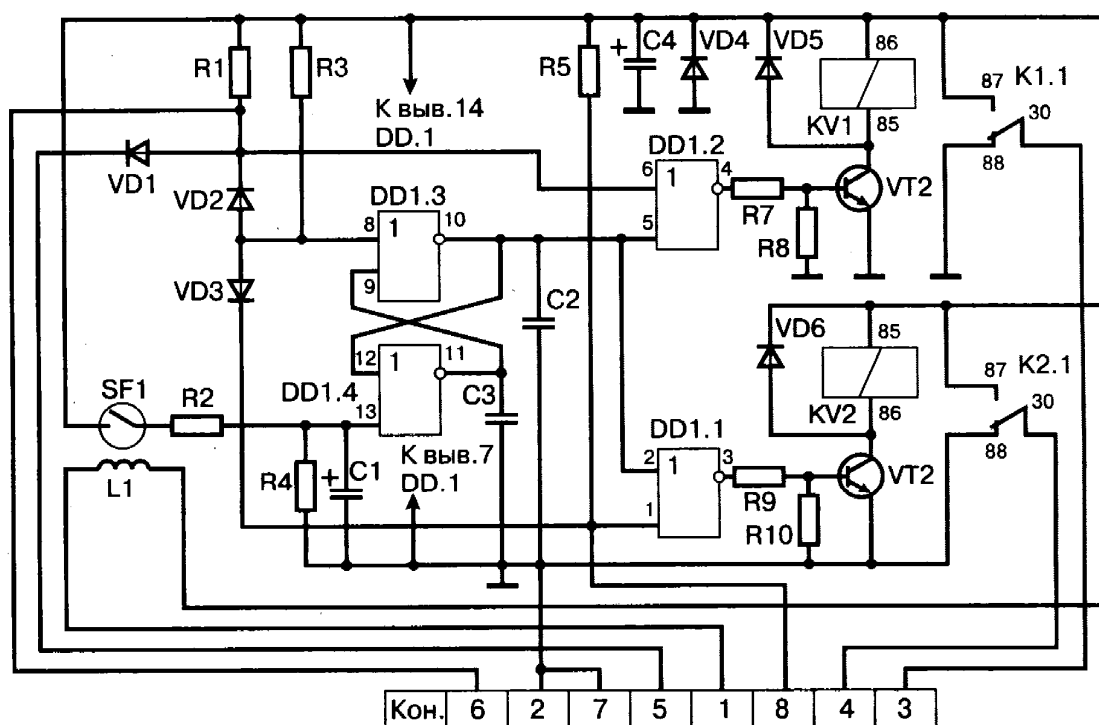 R1
R3
К выв.14
DD.1
R5
C4
+
VD4
VD5
86
KV1
85
87
K1.1
30
88
VD1
VD2
DD1.3
8
1
10
9
VD3
DD1.2
6
1
4
5
R7
R8
VT2
12
1
11
DD1.4
13
C3
C2
SF1
R2
L1
R4
+
C1
К выв.7
DD.1
DD1.1
2
1
3
1
R9
R10
VD6
85
KV2
86
VT2
87
K2.1
30
88
Кон. 6 2 7 5 1 8 4 3